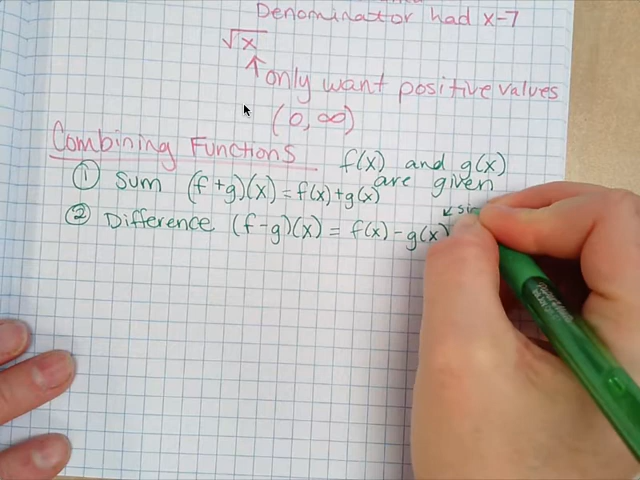 Denominator had x-7
√x
↑ only want positive values
(0,∞)
Combining Functions f(x) and g(x)
are given
① Sum (f+g)(x)=f(x)+g(x)
② Difference (f-g)(x) = f(x)-g(x)